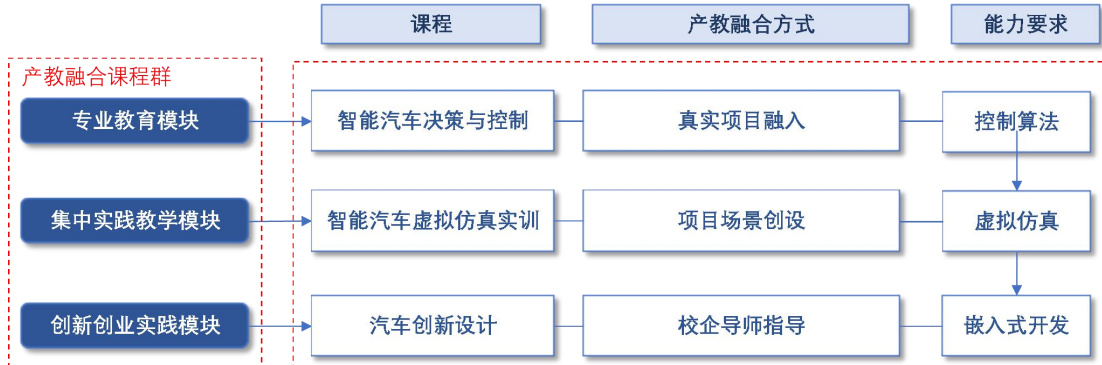 课程
产教融合方式
能力要求
产教融合课程群
专业教育模块
智能汽车决策与控制
真实项目融入
控制算法
集中实践教学模块
智能汽车虚拟仿真实训
项目场景创设
虚拟仿真
创新创业实践模块
汽车创新设计
校企导师指导
嵌入式开发